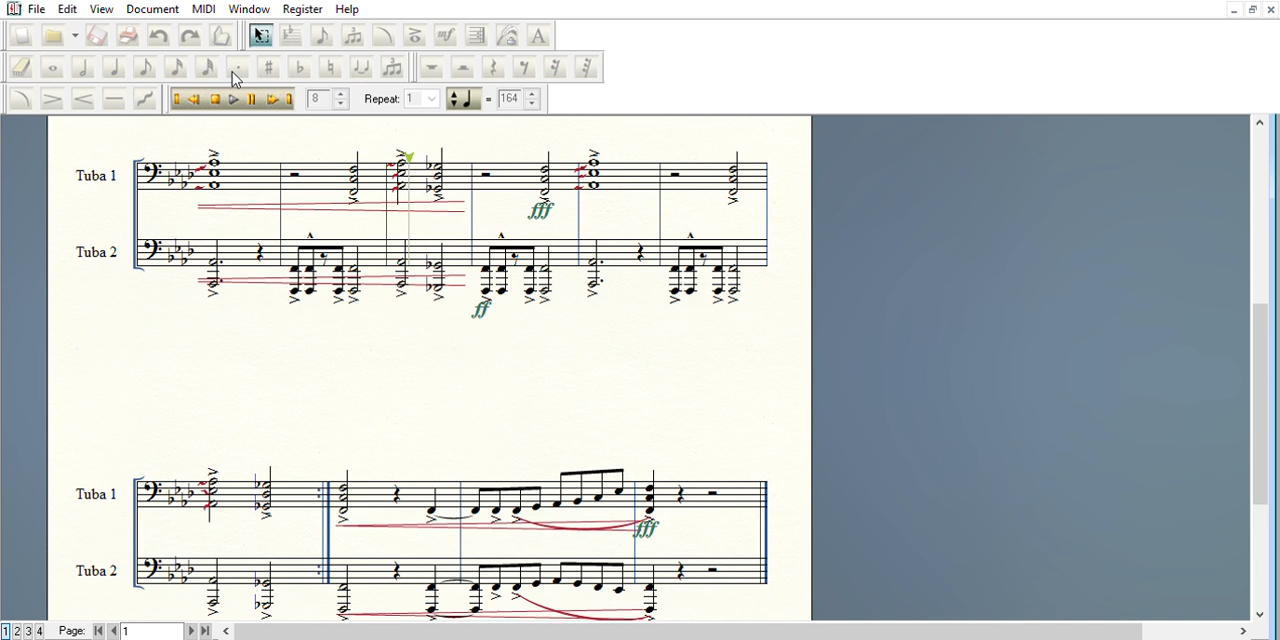 File Edit View Document MIDI Window Register Help
mf A
8 Repeat: 1 = 164
Tuba 1
fff
Tuba 2
ff
Tuba 1
fff
Tuba 2
1 2 3 4 Page: 1